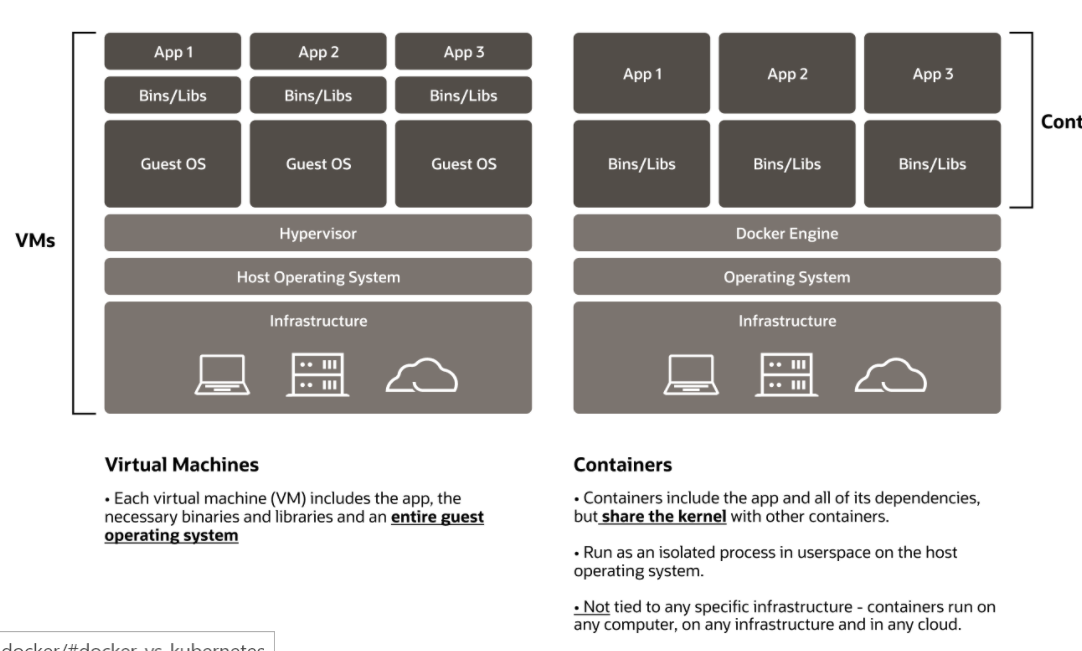 App 1
App 2
App 3
Bins/Libs
Bins/Libs
Bins/Libs
Guest OS
Guest OS
Guest OS
Hypervisor
Host Operating System
Infrastructure
VMs
App 1
App 2
App 3
Bins/Libs
Bins/Libs
Bins/Libs
Docker Engine
Operating System
Infrastructure
Cont
Virtual Machines
• Each virtual machine (VM) includes the app, the
necessary binaries and libraries and an entire guest
operating system
Containers
• Containers include the app and all of its dependencies,
but share the kernel with other containers.
• Run as an isolated process in userspace on the host
operating system.
• Not tied to any specific infrastructure - containers run on
any computer, on any infrastructure and in any cloud.
docker/#docker-vs-kubernetes